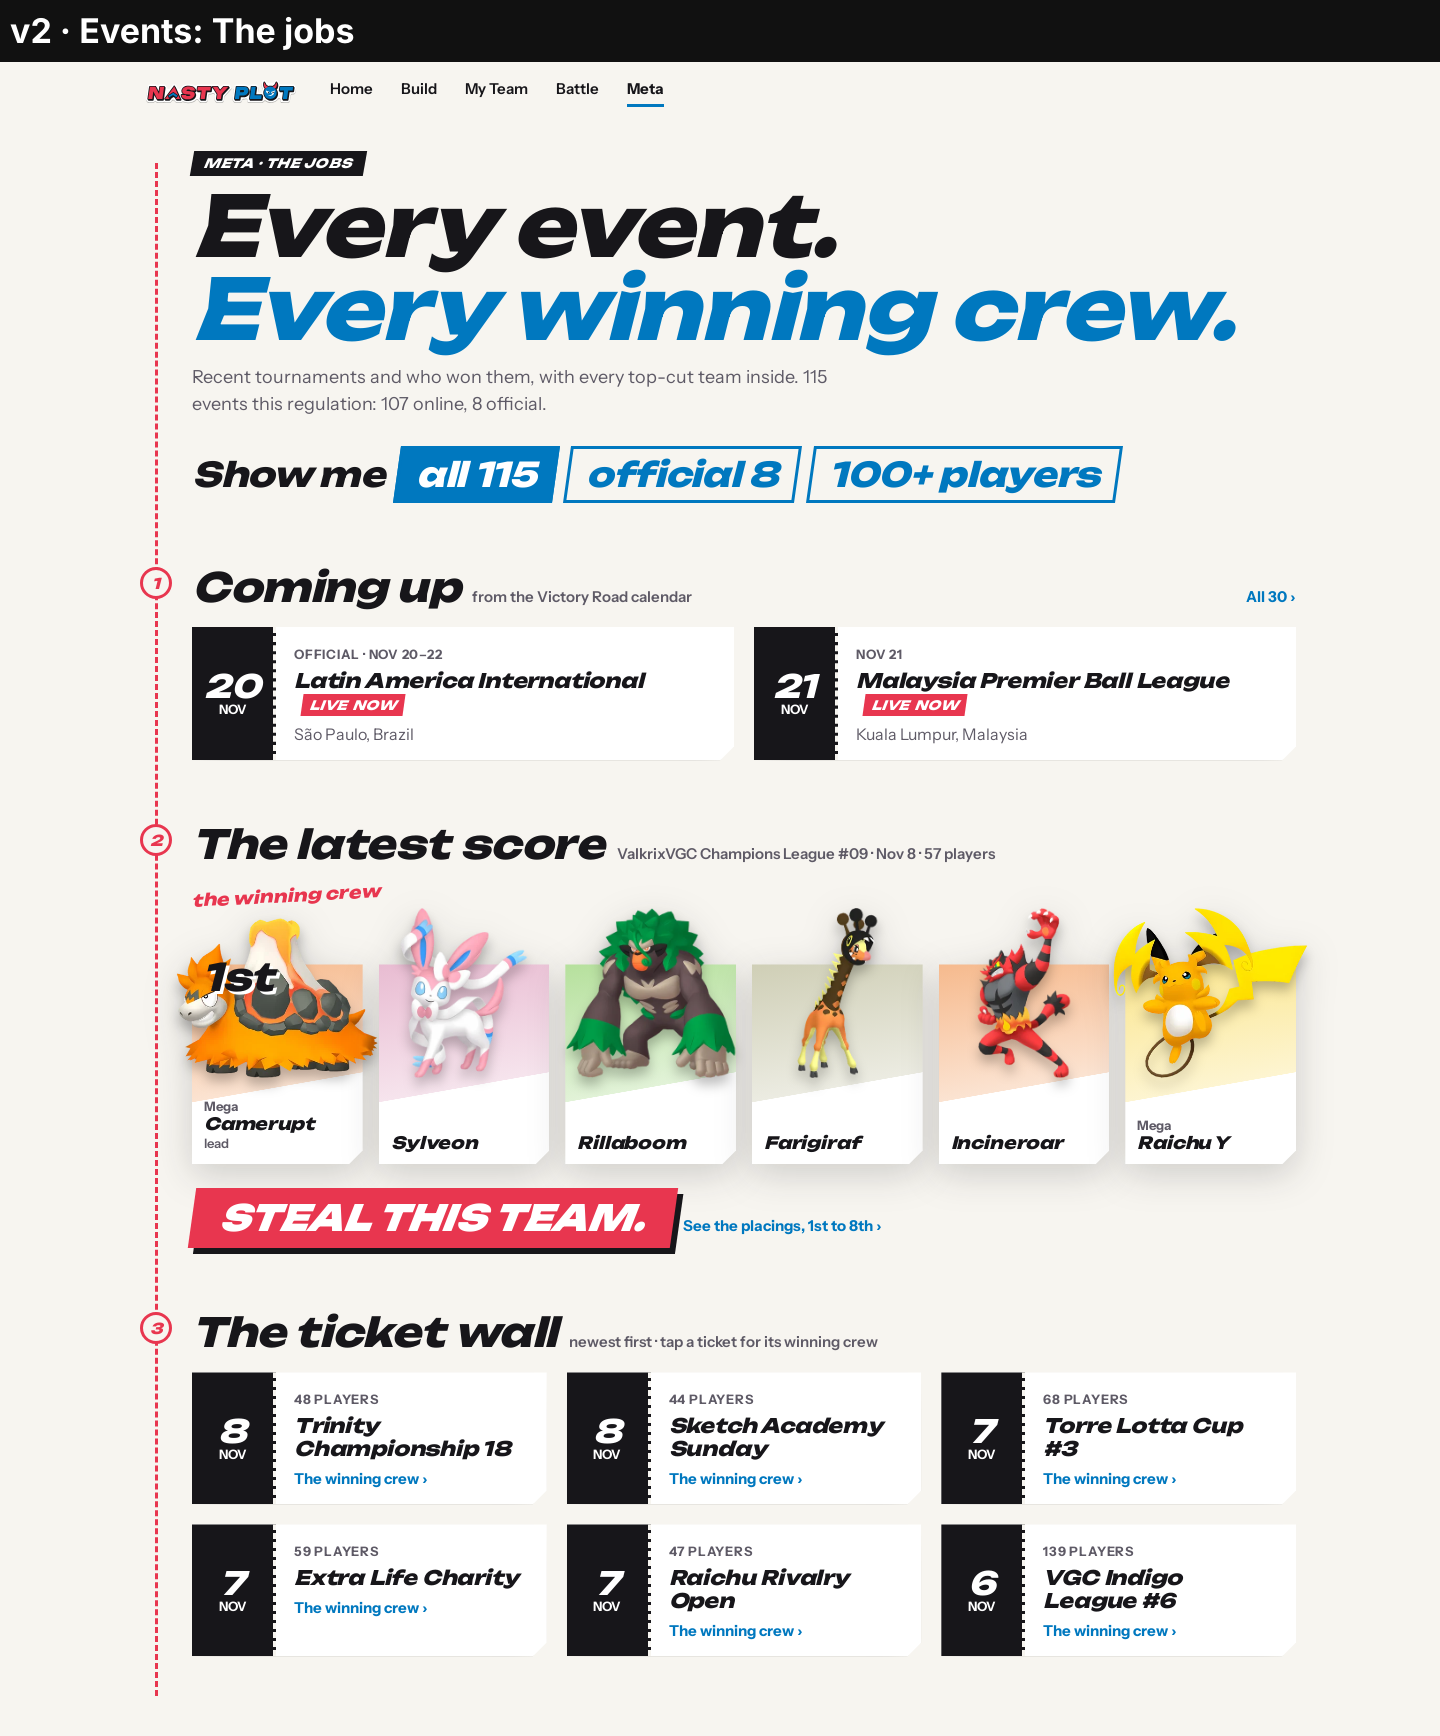 v2 · Events: The jobs
NASTY PLOT
Home
Build
My Team
Battle
Meta
META · THE JOBS
Every event.
Every winning crew.
Recent tournaments and who won them, with every top-cut team inside. 115
events this regulation: 107 online, 8 official.
Show me
all 115
official 8
100+ players
1
Coming up
from the Victory Road calendar
All 30 ›
20
NOV
OFFICIAL · NOV 20–22
Latin America International
LIVE NOW
São Paulo, Brazil
21
NOV
NOV 21
Malaysia Premier Ball League
LIVE NOW
Kuala Lumpur, Malaysia
2
The latest score
ValkrixVGC Champions League #09 · Nov 8 · 57 players
the winning crew
1st
Mega
Camerupt
lead
Sylveon
Rillaboom
Farigiraf
Incineroar
Mega
Raichu Y
STEAL THIS TEAM.
See the placings, 1st to 8th ›
3
The ticket wall
newest first · tap a ticket for its winning crew
8
NOV
48 PLAYERS
Trinity
Championship 18
The winning crew ›
8
NOV
44 PLAYERS
Sketch Academy
Sunday
The winning crew ›
7
NOV
68 PLAYERS
Torre Lotta Cup
#3
The winning crew ›
7
NOV
59 PLAYERS
Extra Life Charity
The winning crew ›
7
NOV
47 PLAYERS
Raichu Rivalry
Open
The winning crew ›
6
NOV
139 PLAYERS
VGC Indigo
League #6
The winning crew ›